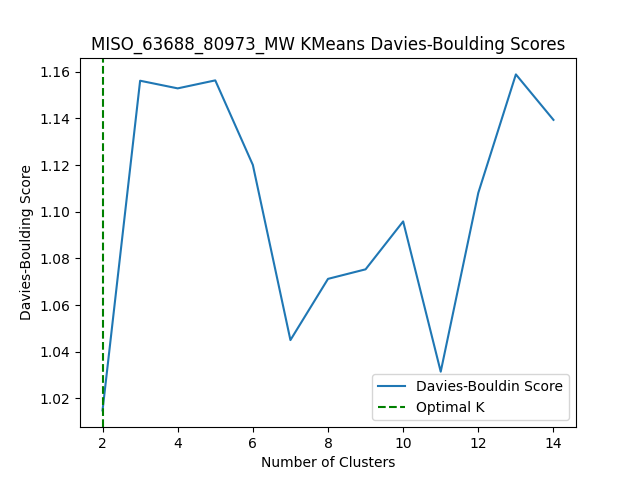 MISO_63688_80973_MW KMeans Davies-Boulding Scores
1.16
1.14
1.12
1.10
1.08
1.06
1.04
1.02
Davies-Boulding Score
Davies-Bouldin Score
Optimal K
2 4 6 8 10 12 14
Number of Clusters